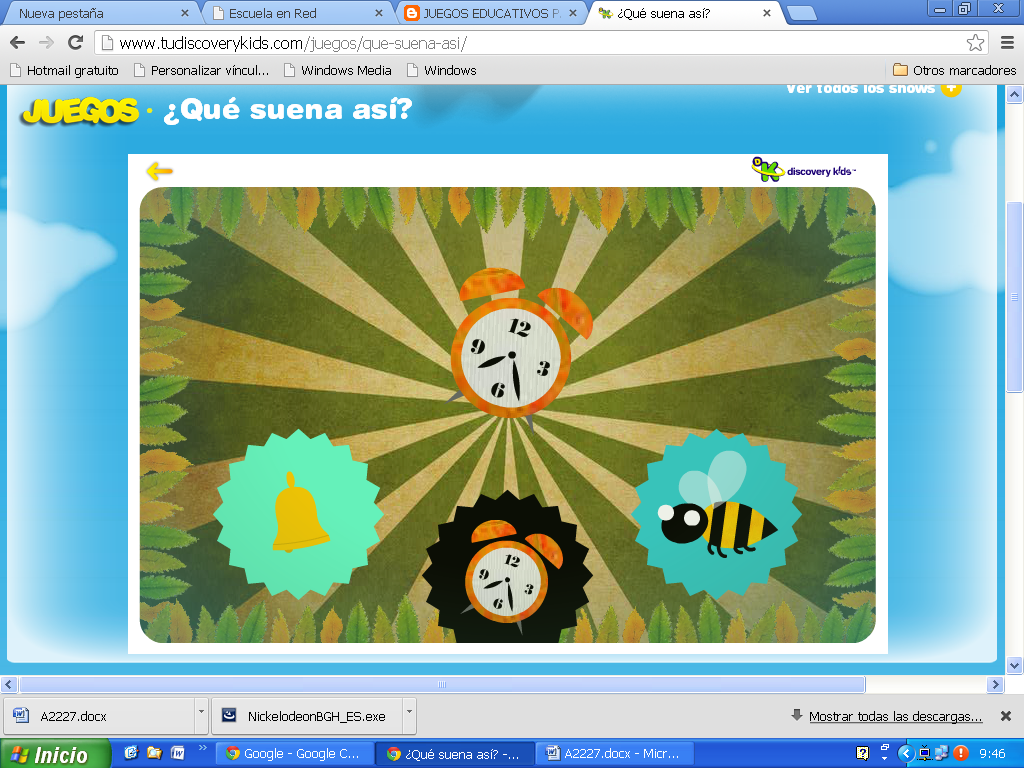 Nueva pestaña
Escuela en Red
JUEGOS EDUCATIVOS P
¿Qué suena así?
www.tudiscoverykids.com/juegos/que-suena-asi/
Hotmail gratuito
Personalizar víncul...
Windows Media
Windows
Otros marcadores
Ver todos los shows
JUEGOS · ¿Qué suena así?
discovery kids
12
9
3
6
12
9
3
6
A2227.docx
NickelodeonBGH_ES.exe
Mostrar todas las descargas...
Inicio
Google - Google C...
¿Qué suena así? -...
A2227.docx - Micr...
9:46